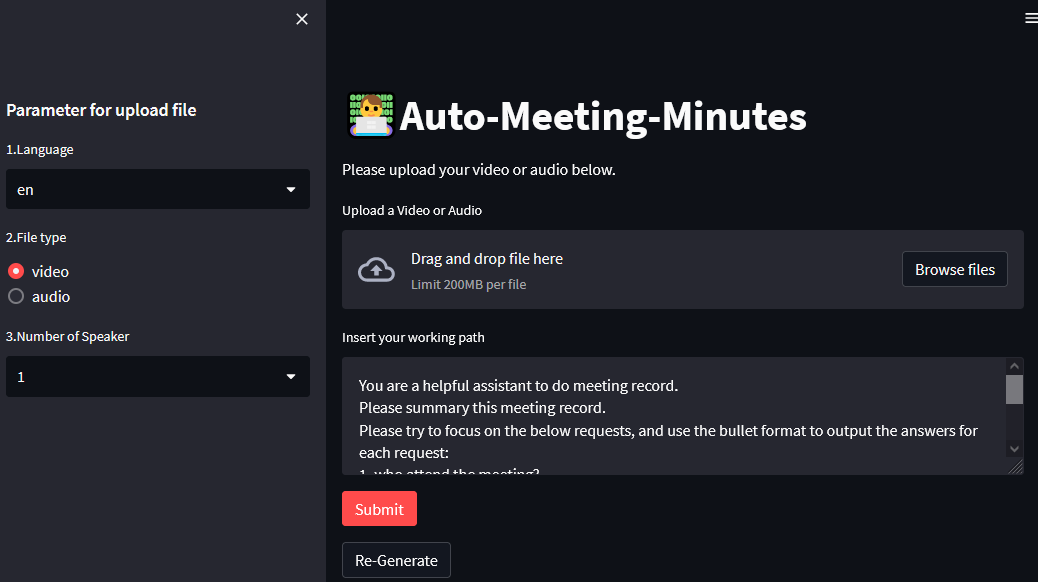 Parameter for upload file
1.Language
en
2.File type
video
audio
3.Number of Speaker
1
Auto-Meeting-Minutes
Please upload your video or audio below.
Upload a Video or Audio
Drag and drop file here
Limit 200MB per file
Browse files
Insert your working path
You are a helpful assistant to do meeting record.
Please summary this meeting record.
Please try to focus on the below requests, and use the bullet format to output the answers for
each request:
1. who attend the meeting?
Submit
Re-Generate